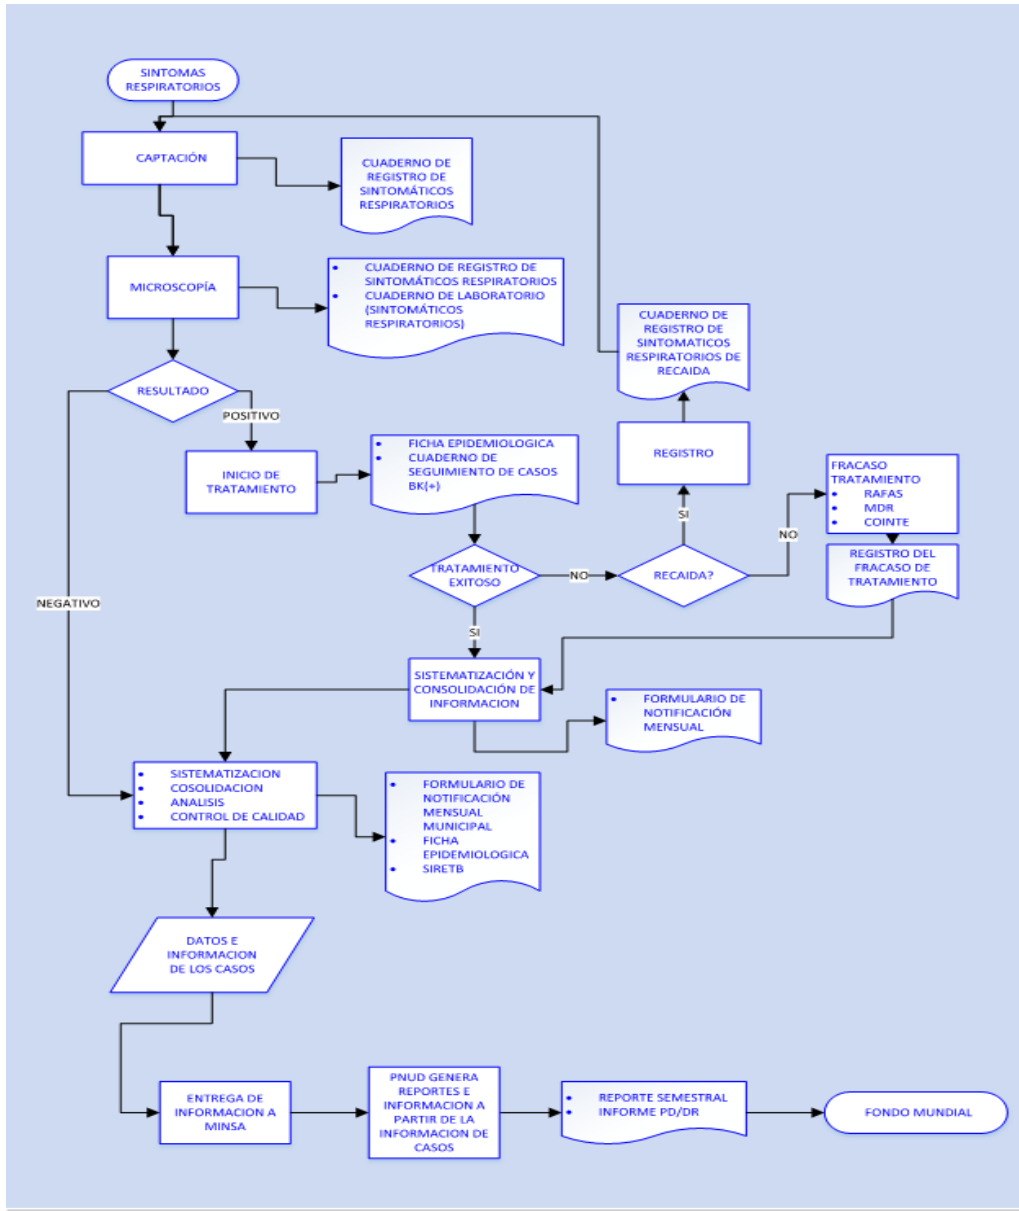 SINTOMAS
RESPIRATORIOS
CAPTACIÓN
CUADERNO DE
REGISTRO DE
SINTOMÁTICOS
RESPIRATORIOS
MICROSCOPÍA
• CUADERNO DE REGISTRO DE
SINTOMÁTICOS RESPIRATORIOS
• CUADERNO DE LABORATORIO
(SINTOMÁTICOS
RESPIRATORIOS)
CUADERNO DE
REGISTRO DE
SINTOMATICOS
RESPIRATORIOS DE
RECAIDA
RESULTADO
POSITIVO
INICIO DE
TRATAMIENTO
• FICHA EPIDEMIOLOGICA
• CUADERNO DE
SEGUIMIENTO DE CASOS
BK(+)
REGISTRO
FRACASO
TRATAMIENTO
• RAFAS
• MDR
• COINTE
SI
NO
REGISTRO DEL
FRACASO DE
TRATAMIENTO
TRATAMIENTO
EXITOSO
NO
RECAIDA?
NEGATIVO
SI
SISTEMATIZACIÓN Y
CONSOLIDACIÓN DE
INFORMACION
• FORMULARIO DE
NOTIFICACIÓN
MENSUAL
• SISTEMATIZACION
• COSOLIDACION
• ANALISIS
• CONTROL DE CALIDAD
• FORMULARIO DE
NOTIFICACIÓN
MENSUAL
MUNICIPAL
• FICHA
EPIDEMIOLOGICA
• SIRETB
DATOS E
INFORMACION
DE LOS CASOS
ENTREGA DE
INFORMACION A
MINSA
PNUD GENERA
REPORTES E
INFORMACION A
PARTIR DE LA
INFORMACION DE
CASOS
• REPORTE SEMESTRAL
• INFORME PD/DR
FONDO MUNDIAL